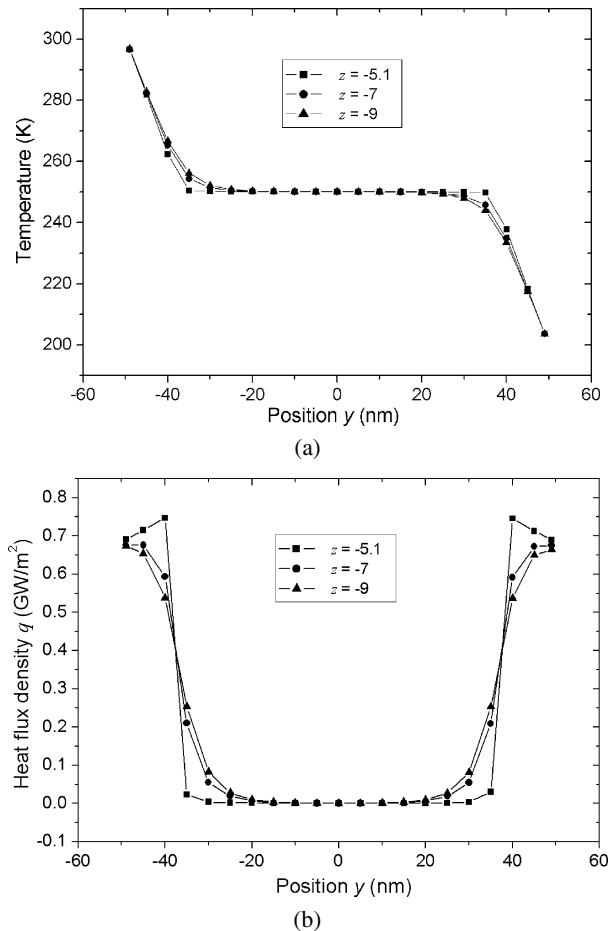 300
280
260
240
220
200
Temperature (K)
z = -5.1
z = -7
z = -9
-60 -40 -20 0 20 40 60
Position y (nm)
(a)
0.8
0.7
0.6
0.5
0.4
0.3
0.2
0.1
0.0
-0.1
Heat flux density q (GW/m²)
z = -5.1
z = -7
z = -9
-60 -40 -20 0 20 40 60
Position y (nm)
(b)